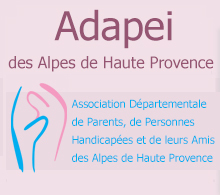 Adapei
des Alpes de Haute Provence
Association Départementale
de Parents, de Personnes
Handicapées et de leurs Amis
des Alpes de Haute Provence